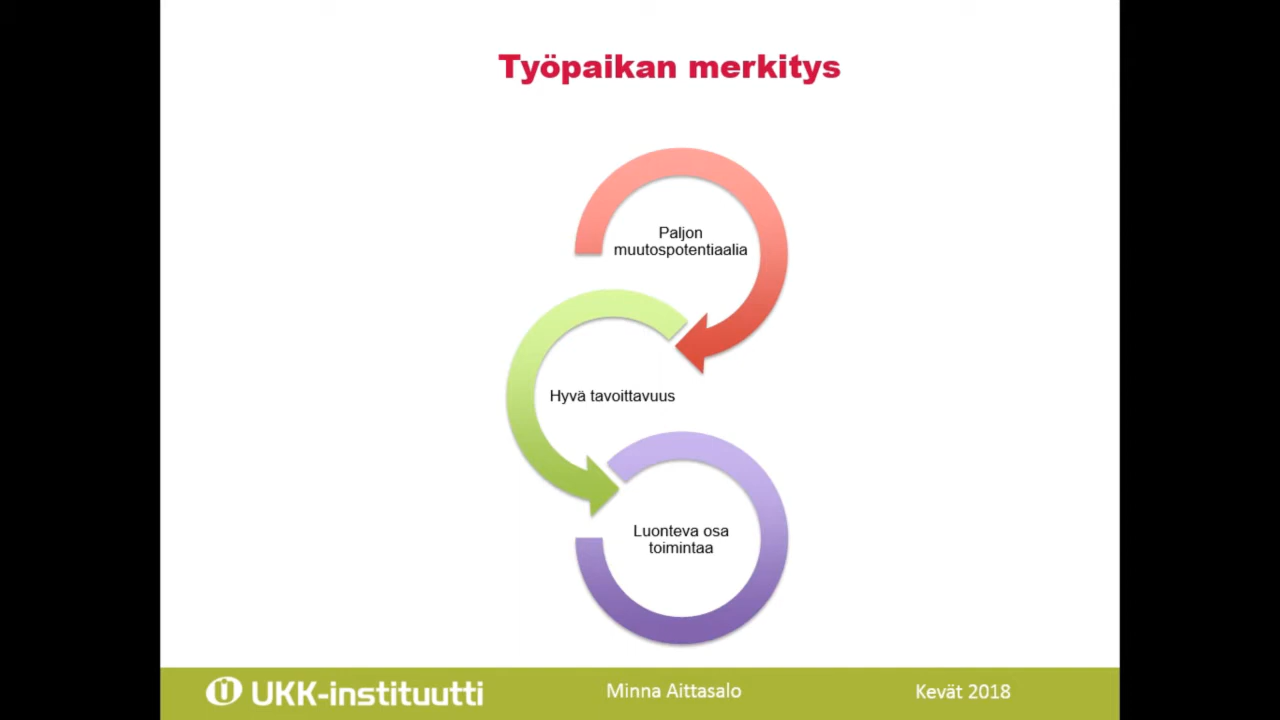 Työpaikan merkitys
Paljon
muutospotentiaalia
Hyvä tavoittavuus
Luonteva osa
toimintaa
UKK-instituutti
Minna Aittasalo
Kevät 2018